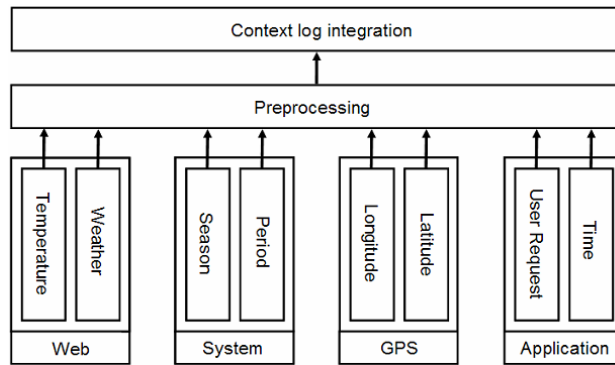 Context log integration
Preprocessing
Temperature
Weather
Season
Period
Longitude
Latitude
User Request
Time
Web
System
GPS
Application